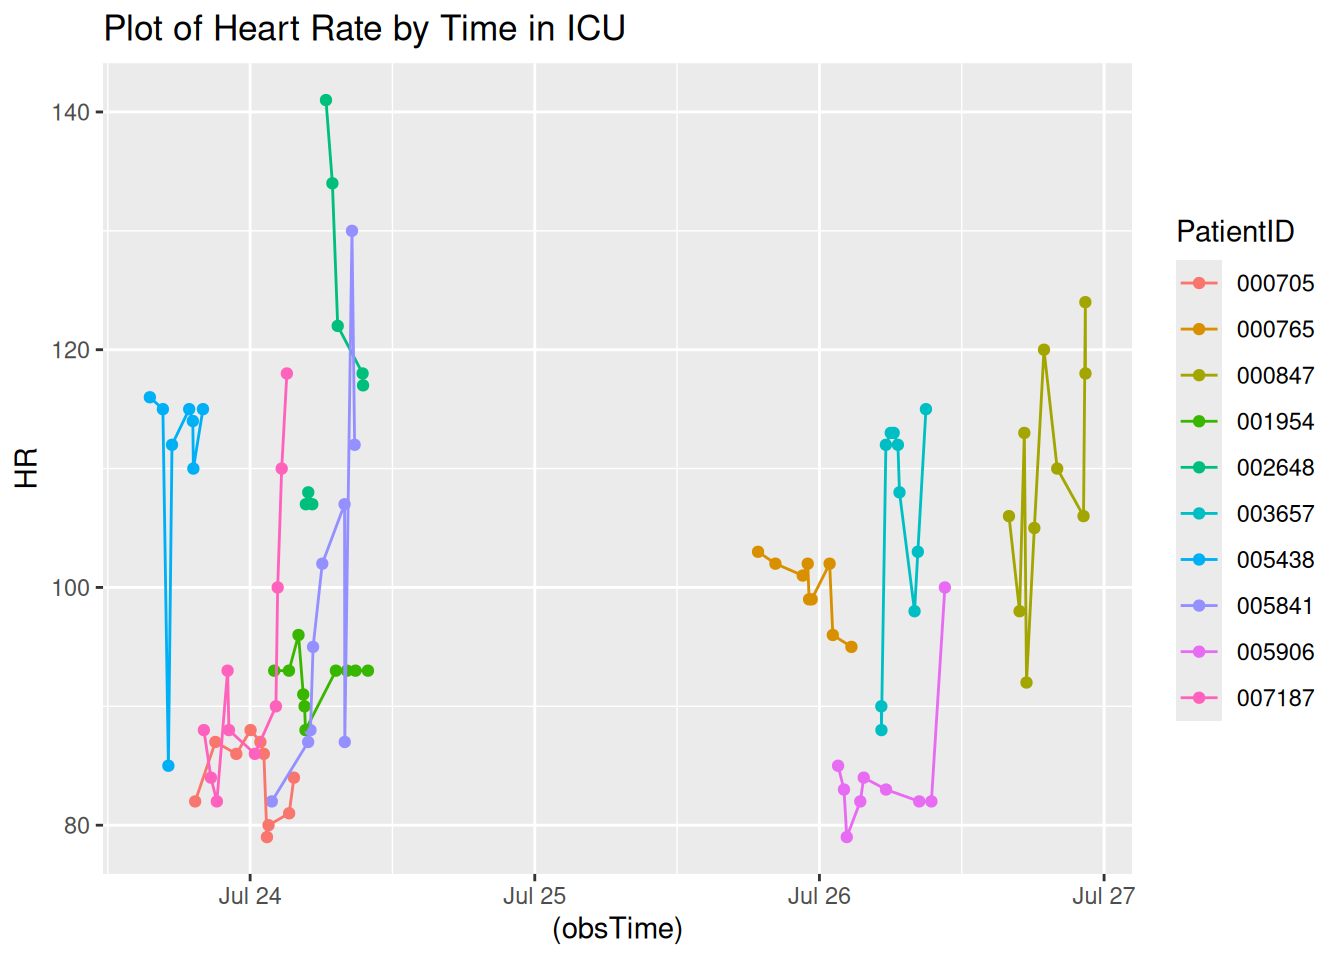 Plot of Heart Rate by Time in ICU
140
120
100
80
HR
Jul 24
Jul 25
Jul 26
Jul 27
(obsTime)
PatientID
000705
000765
000847
001954
002648
003657
005438
005841
005906
007187